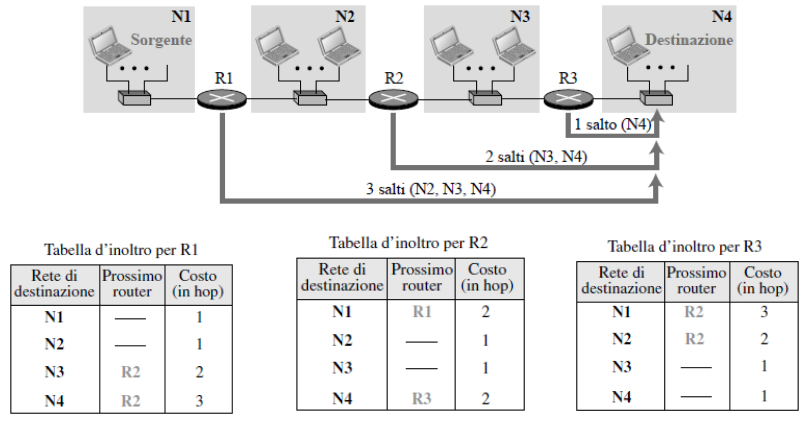 N1 N2 N3 N4
Sorgente Destinazione
R1 R2 R3
1 salto (N4)
2 salti (N3, N4)
3 salti (N2, N3, N4)
Tabella d’inoltro per R1
Rete di destinazione Prossimo router Costo (in hop)
N1 —— 1
N2 —— 1
N3 R2 2
N4 R2 3
Tabella d’inoltro per R2
Rete di destinazione Prossimo router Costo (in hop)
N1 R1 2
N2 —— 1
N3 —— 1
N4 R3 2
Tabella d’inoltro per R3
Rete di destinazione Prossimo router Costo (in hop)
N1 R2 3
N2 R2 2
N3 —— 1
N4 —— 1